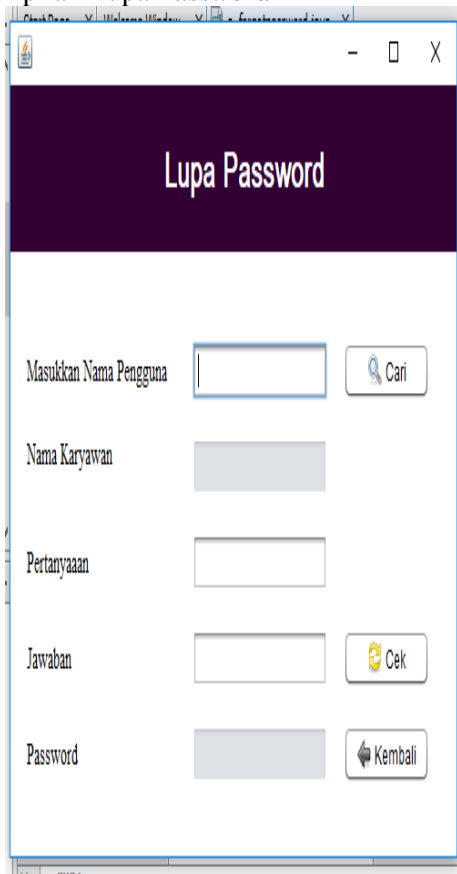 Lupa Password
Masukkan Nama Pengguna
Cari
Nama Karyawan
Pertanyaaan
Jawaban
Cek
Password
Kembali